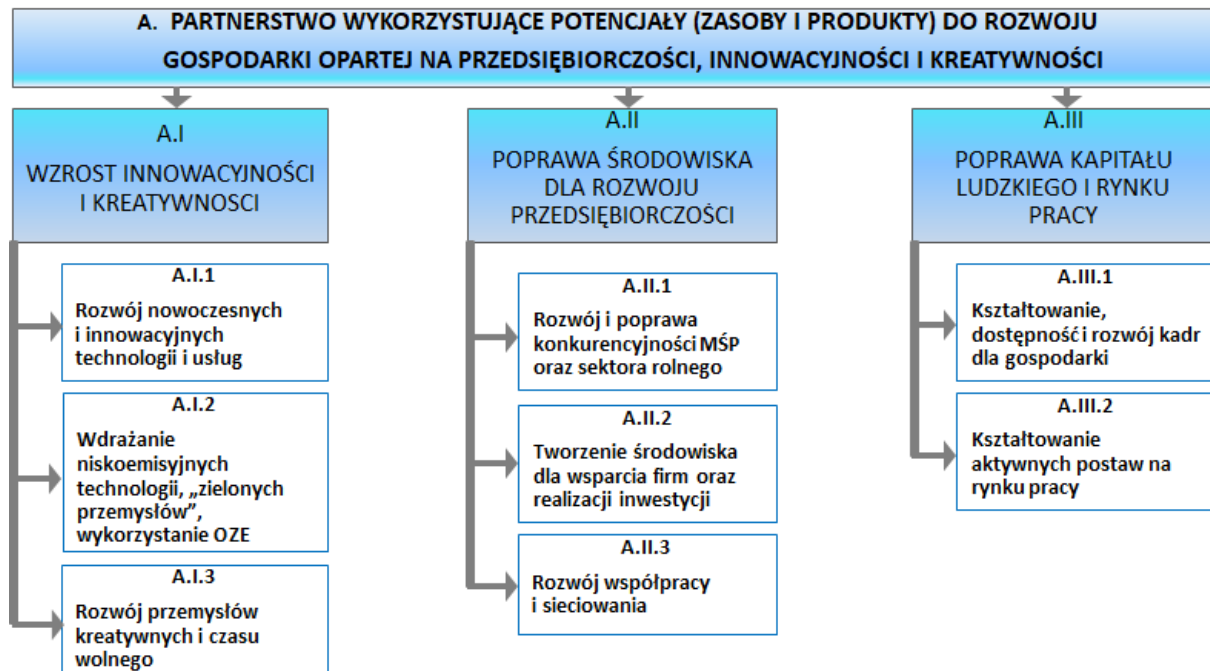 A. PARTNERSTWO WYKORZYSTUJĄCE POTENCJAŁY (ZASOBY I PRODUKTY) DO ROZWOJU
GOSPODARKI OPARTEJ NA PRZEDSIĘBIORCZOŚCI, INNOWACYJNOŚCI I KREATYWNOŚCI
A.I
WZROST INNOWACYJNOŚCI
I KREATYWNOSCI
A.I.1
Rozwój nowoczesnych
i innowacyjnych
technologii i usług
A.I.2
Wdrażanie
niskoemisyjnych
technologii, „zielonych
przemysłów”,
wykorzystanie OZE
A.I.3
Rozwój przemysłów
kreatywnych i czasu
wolnego
A.II
POPRAWA ŚRODOWISKA
DLA ROZWOJU
PRZEDSIĘBIORCZOŚCI
A.II.1
Rozwój i poprawa
konkurencyjności MŚP
oraz sektora rolnego
A.II.2
Tworzenie środowiska
dla wsparcia firm oraz
realizacji inwestycji
A.II.3
Rozwój współpracy
i sieciowania
A.III
POPRAWA KAPITAŁU
LUDZKIEGO I RYNKU
PRACY
A.III.1
Kształtowanie,
dostępność i rozwój kadr
dla gospodarki
A.III.2
Kształtowanie
aktywnych postaw na
rynku pracy